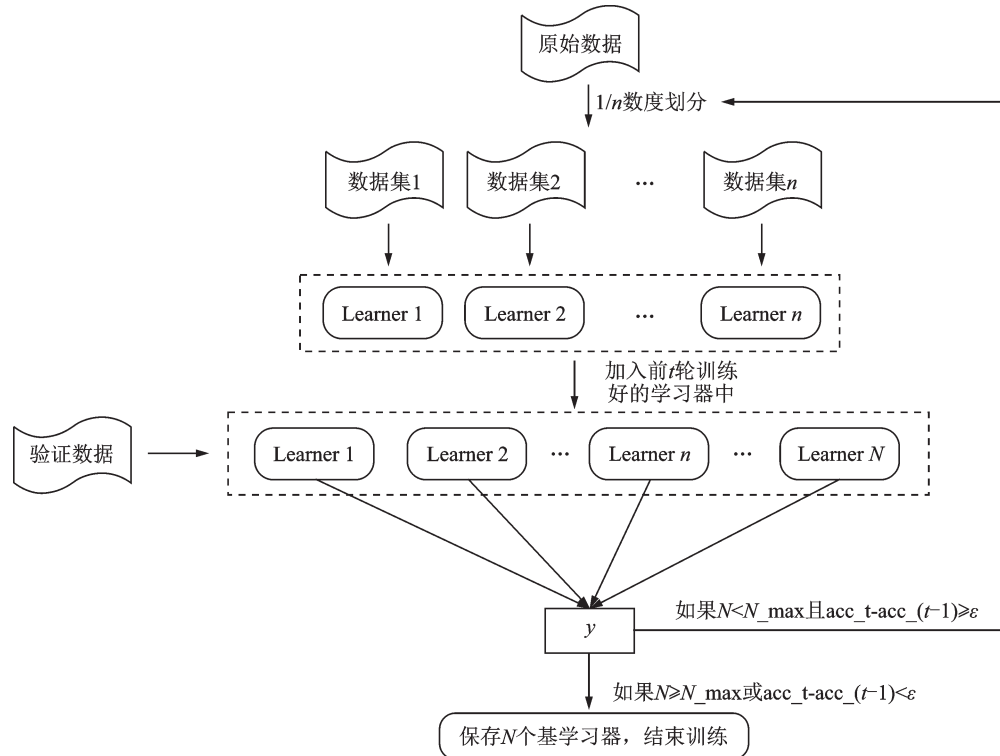 原始数据
1/n数度划分
数据集1 数据集2 ··· 数据集n
Learner 1 Learner 2 ··· Learner n
加入前t轮训练
好的学习器中
验证数据
Learner 1 Learner 2 ··· Learner n ··· Learner N
如果N<N_max且acc_t-acc_(t−1)⩾ε
y
如果N⩾N_max或acc_t-acc_(t−1)<ε
保存N个基学习器，结束训练